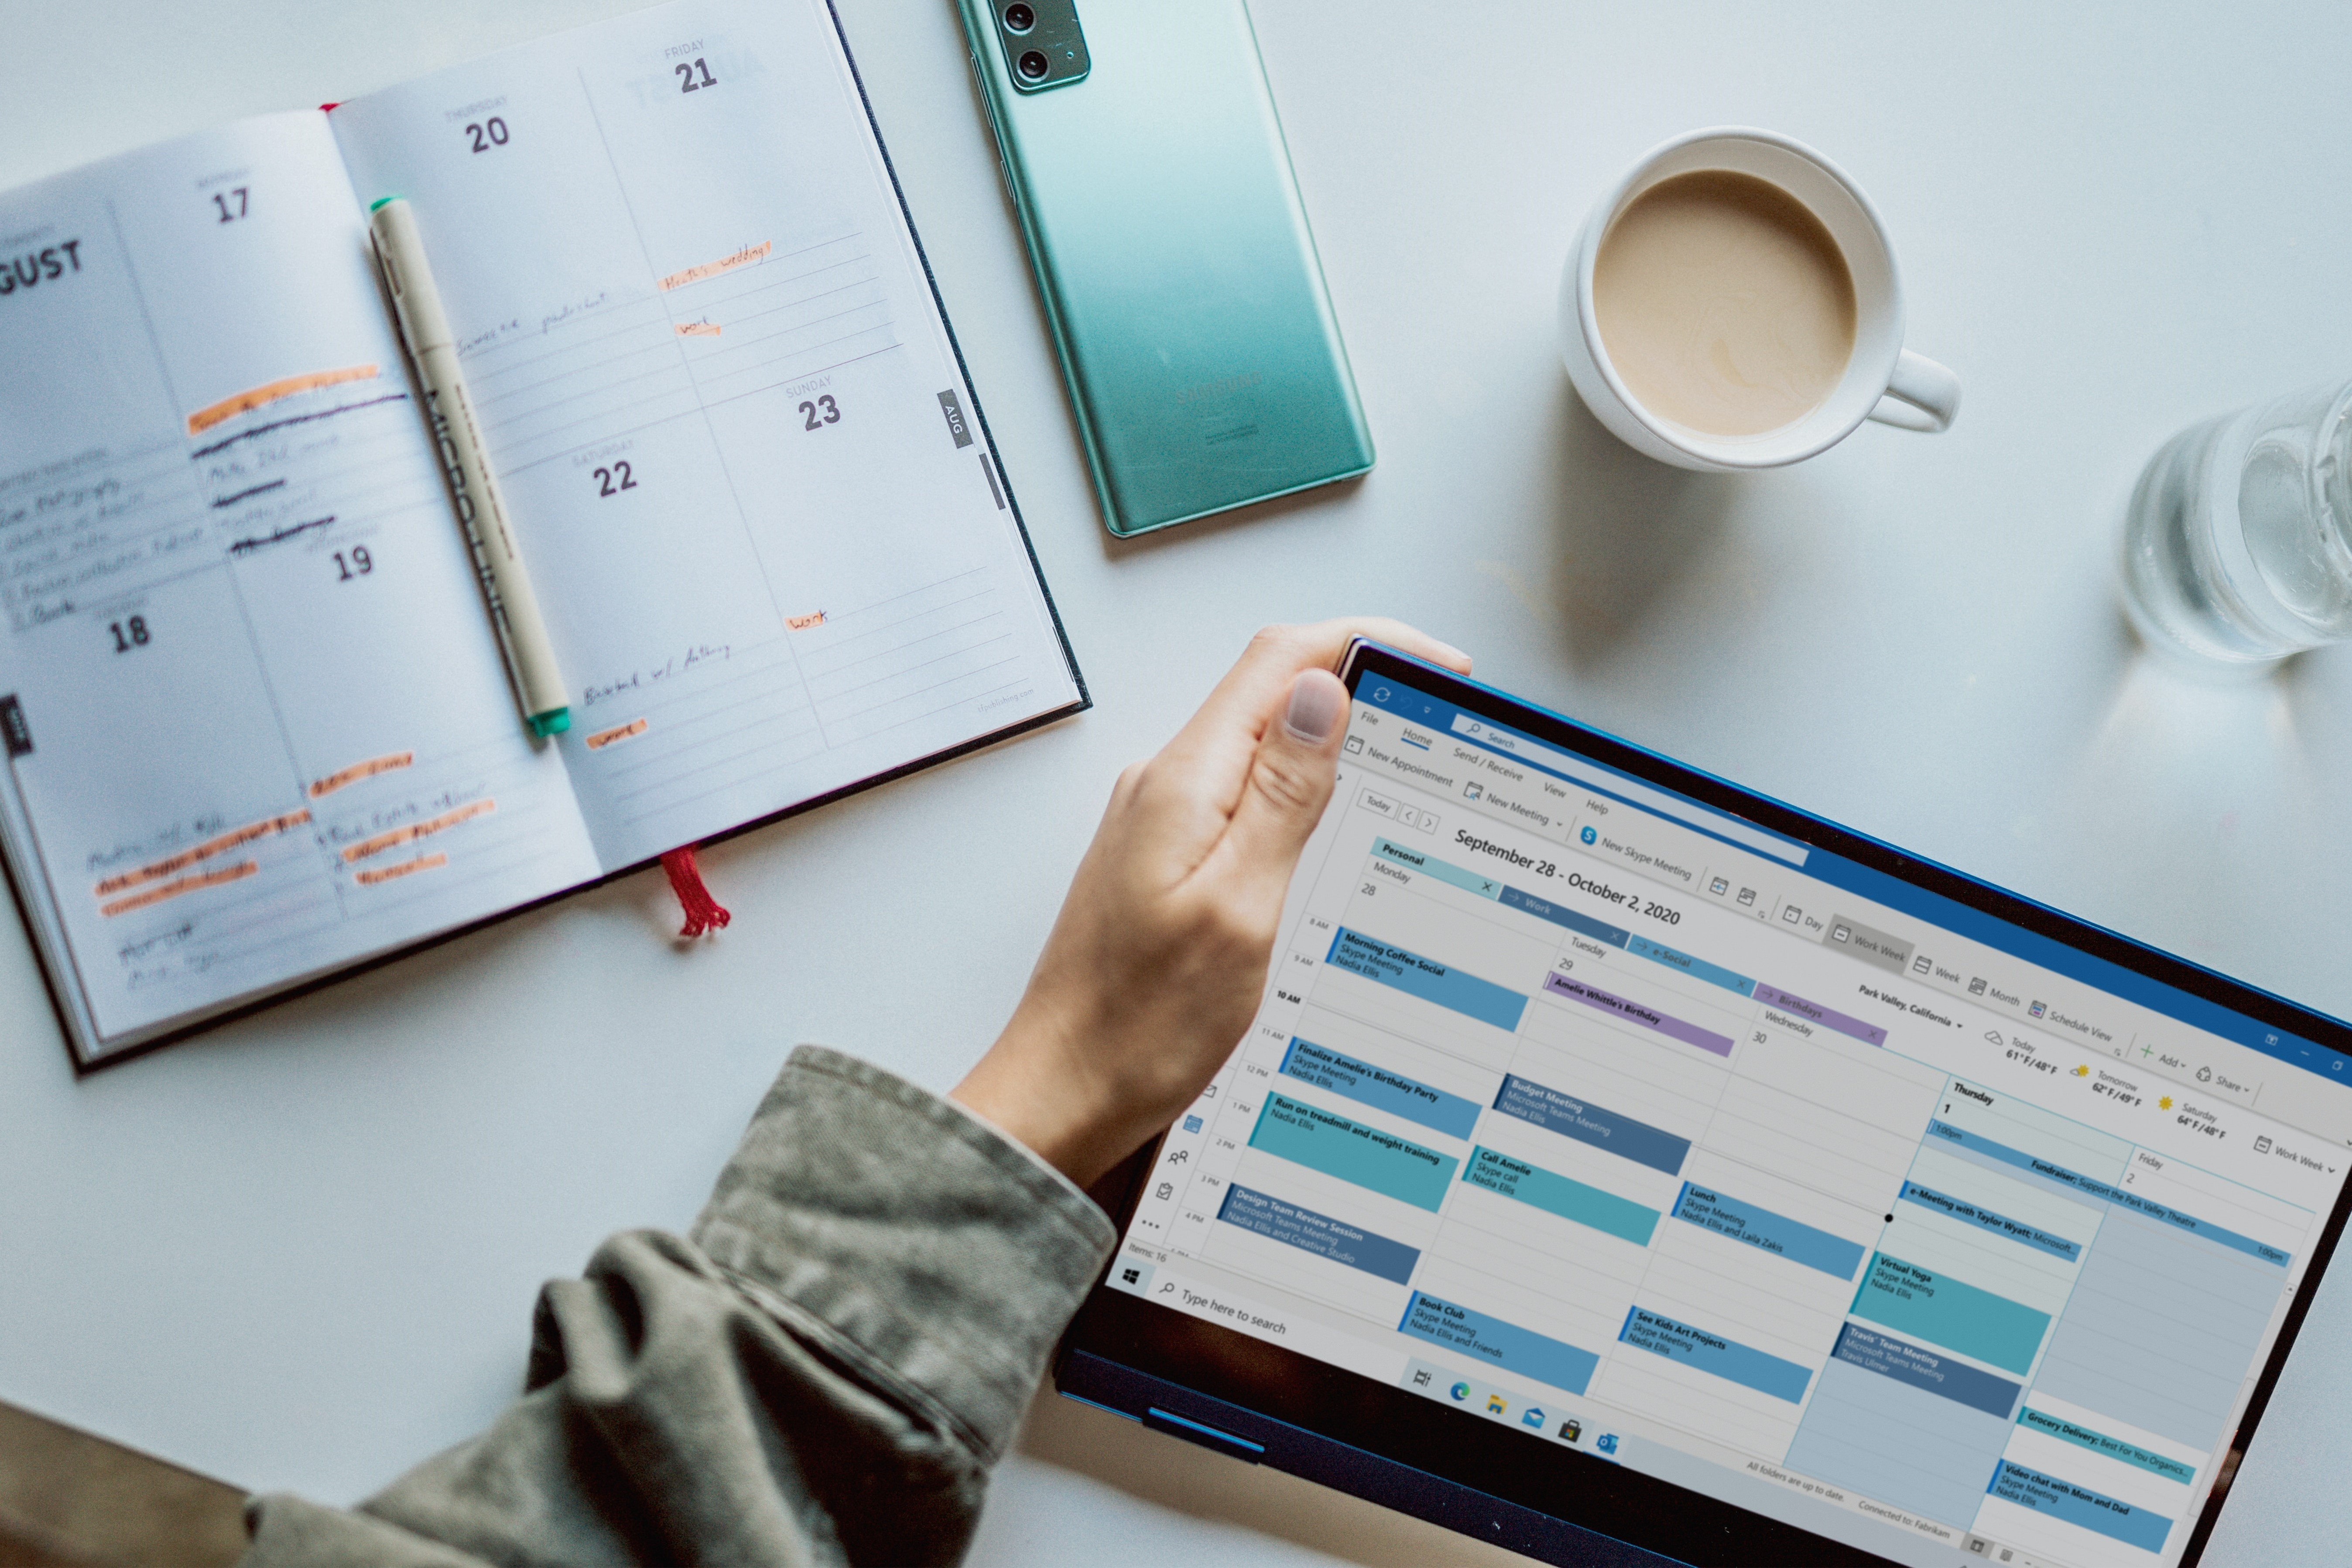 GUST
MONDAY
17
18
19
THURSDAY
20
FRIDAY
21
Heath's wedding
work
SATURDAY
22
work
SUNDAY
23
work
AUG
MICROLINE
SAMSUNG
Search
File
Home
Send / Receive
View
Help
New Appointment
New Meeting
New Skype Meeting
Day
Work Week
Week
Month
Schedule View
Add
Share
Today
September 28 - October 2, 2020
Park Valley, California
Today
61°F/48°F
Tomorrow
62°F/49°F
Saturday
64°F/48°F
Work Week
Personal
Work
e-Social
Birthdays
Monday
28
Tuesday
29
Wednesday
30
Thursday
1
Friday
2
8 AM
9 AM
10 AM
11 AM
12 PM
1 PM
2 PM
3 PM
4 PM
Morning Coffee Social
Skype Meeting
Nadia Ellis
Finalize Amelie's Birthday Party
Skype Meeting
Nadia Ellis
Run on treadmill and weight training
Nadia Ellis
Design Team Review Session
Microsoft Teams Meeting
Nadia Ellis and Creative Studio
Amelie Whittle's Birthday
Budget Meeting
Microsoft Teams Meeting
Nadia Ellis
Call Amelie
Skype call
Nadia Ellis
Book Club
Skype Meeting
Nadia Ellis and Friends
Lunch
Skype Meeting
Nadia Ellis and Laila Zakis
See Kids Art Projects
Skype Meeting
Nadia Ellis
1:00pm
Fundraiser; Support the Park Valley Theatre
1:00pm
e-Meeting with Taylor Wyatt; Microsoft..
Virtual Yoga
Skype Meeting
Nadia Ellis
Travis' Team Meeting
Microsoft Teams Meeting
Travis Ulmer
Grocery Delivery; Best For You Organics..
Video chat with Mom and Dad
Skype Meeting
Nadia Ellis
Items: 16
All folders are up to date.
Connected to: Fabrikam
Type here to search